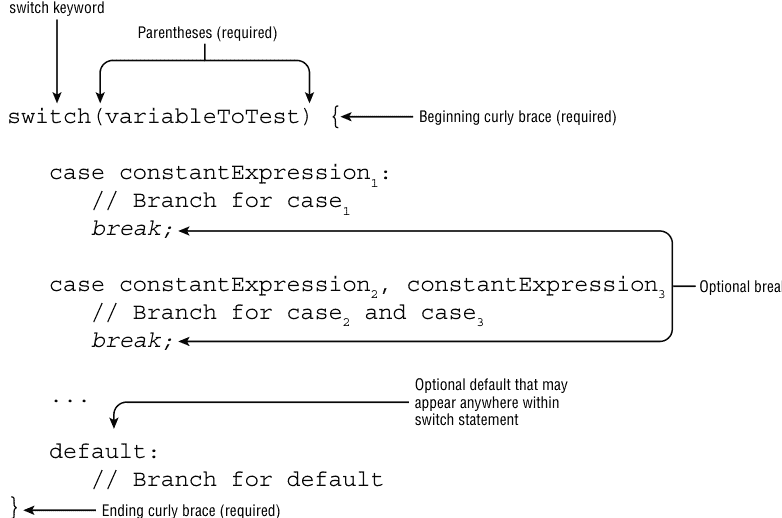 switch keyword
Parentheses (required)
switch(variableToTest) {
Beginning curly brace (required)
case constantExpression₁:
// Branch for case₁
break;
case constantExpression₂, constantExpression₃
Optional break
// Branch for case₂ and case₃
break;
...
Optional default that may
appear anywhere within
switch statement
default:
// Branch for default
}
Ending curly brace (required)